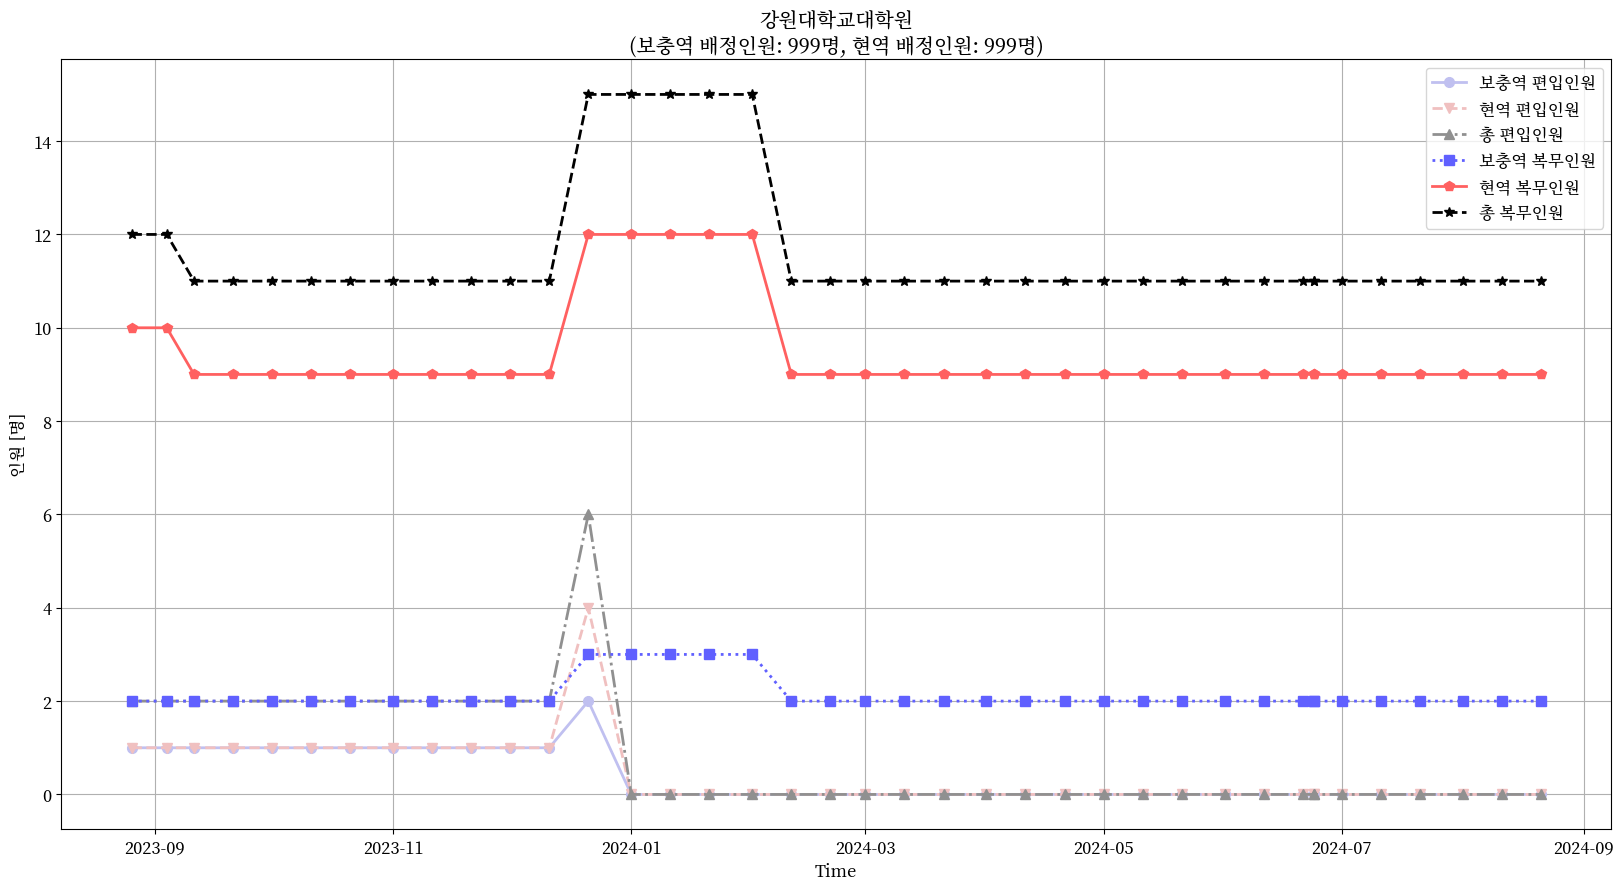 강원대학교대학원
(보충역 배정인원: 999명, 현역 배정인원: 999명)
보충역 편입인원
현역 편입인원
총 편입인원
보충역 복무인원
현역 복무인원
총 복무인원
인원 [명]
14
12
10
8
6
4
2
0
2023-09
2023-11
2024-01
2024-03
2024-05
2024-07
2024-09
Time